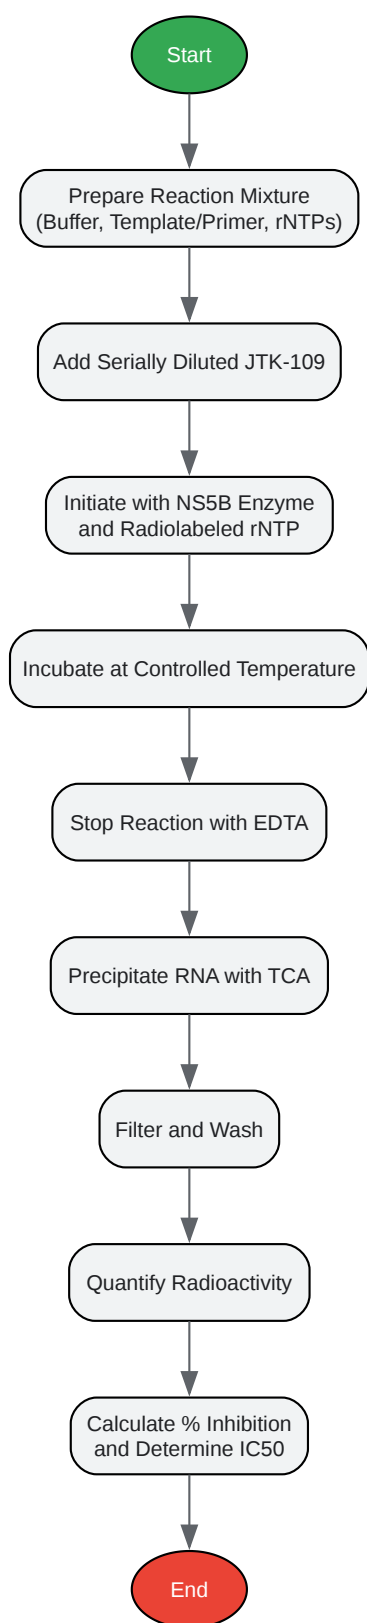 Start
Prepare Reaction Mixture
(Buffer, Template/Primer, rNTPs)
Add Serially Diluted JTK-109
Initiate with NS5B Enzyme
and Radiolabeled rNTP
Incubate at Controlled Temperature
Stop Reaction with EDTA
Precipitate RNA with TCA
Filter and Wash
Quantify Radioactivity
Calculate % Inhibition
and Determine IC50
End